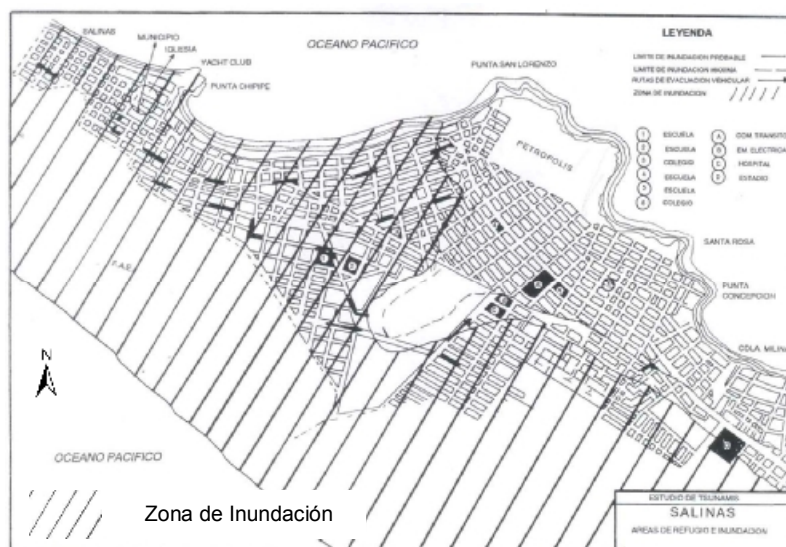 SALINAS
MUNICIPIO
IGLESIA
YACHT CLUB
PUNTA CHIPIPE
OCEANO PACIFICO
PUNTA SAN LORENZO
PETROPOLIS
LEYENDA
LIMITE DE INUNDACION PROBABLE
LIMITE DE INUNDACION MAXIMA
RUTAS DE EVACUACION VEHICULAR
ZONA DE INUNDACION
1 ESCUELA
2 ESCUELA
3 COLEGIO
4 ESCUELA
5 ESCUELA
6 COLEGIO
A COM. TRANSITO
B EM. ELECTRICA
C HOSPITAL
ESTADIO
SANTA ROSA
PUNTA
CONCEPCION
CDLA. MILINA
F.A.E.
N
OCEANO PACIFICO
Zona de Inundación
ESTUDIO DE TSUNAMIS
SALINAS
AREAS DE REFUGIO E INUNDACION